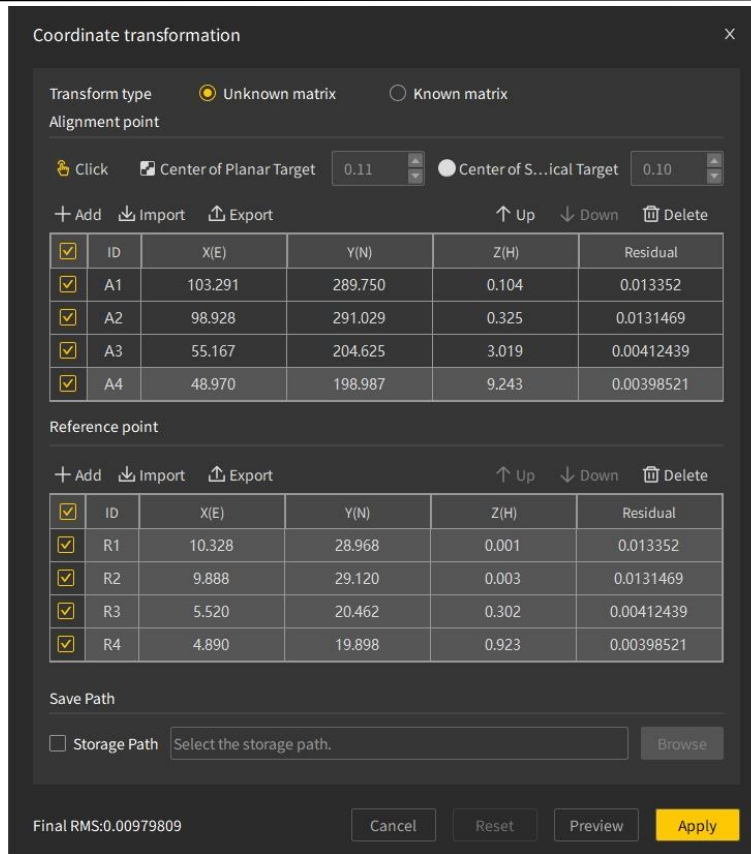 Coordinate transformation X
Transform type Unknown matrix Known matrix
Alignment point
Click Center of Planar Target 0.11 Center of S...ical Target 0.10
Add Import Export Up Down Delete
ID X(E) Y(N) Z(H) Residual
A1 103.291 289.750 0.104 0.013352
A2 98.928 291.029 0.325 0.0131469
A3 55.167 204.625 3.019 0.00412439
A4 48.970 198.987 9.243 0.00398521
Reference point
Add Import Export Up Down Delete
ID X(E) Y(N) Z(H) Residual
R1 10.328 28.968 0.001 0.013352
R2 9.888 29.120 0.003 0.0131469
R3 5.520 20.462 0.302 0.00412439
R4 4.890 19.898 0.923 0.00398521
Save Path
Storage Path Select the storage path. Browse
Final RMS:0.00979809 Cancel Reset Preview Apply